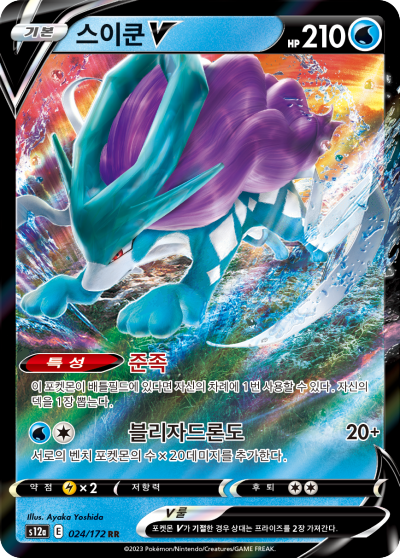 기본 스이쿤 V HP 210
특성 준족
이 포켓몬이 배틀필드에 있다면 자신의 차례에 1번 사용할 수 있다. 자신의
덱을 1장 뽑는다.
블리자드론도 20+
서로의 벤치 포켓몬의 수×20데미지를 추가한다.
약점 ×2 저항력 후퇴
Illus. Ayaka Yoshida
V룰
s12a E 024/172 RR
포켓몬 V가 기절한 경우 상대는 프라이즈를 2장 가져간다.
©2023 Pokémon/Nintendo/Creatures/GAME FREAK.